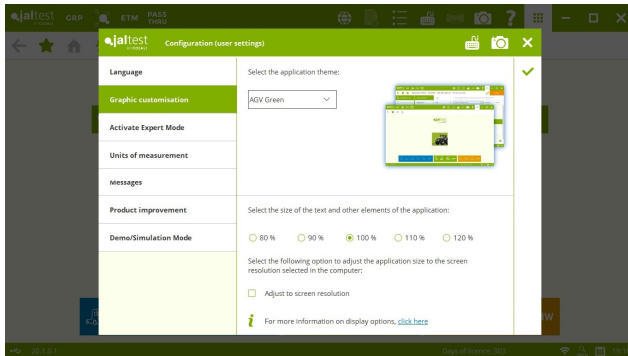 jaltest
GRP
ETM
PASS THRU
jaltest
Configuration (user settings)
Language
Graphic customisation
Activate Expert Mode
Units of measurement
Messages
Product improvement
Demo/Simulation Mode
Select the application theme:
AGV Green
Select the size of the text and other elements of the application:
80 % 90 % 100 % 110 % 120 %
Select the following option to adjust the application size to the screen
resolution selected in the computer:
Adjust to screen resolution
For more information on display options, click here
20.1.0.1
Days of licence: 303